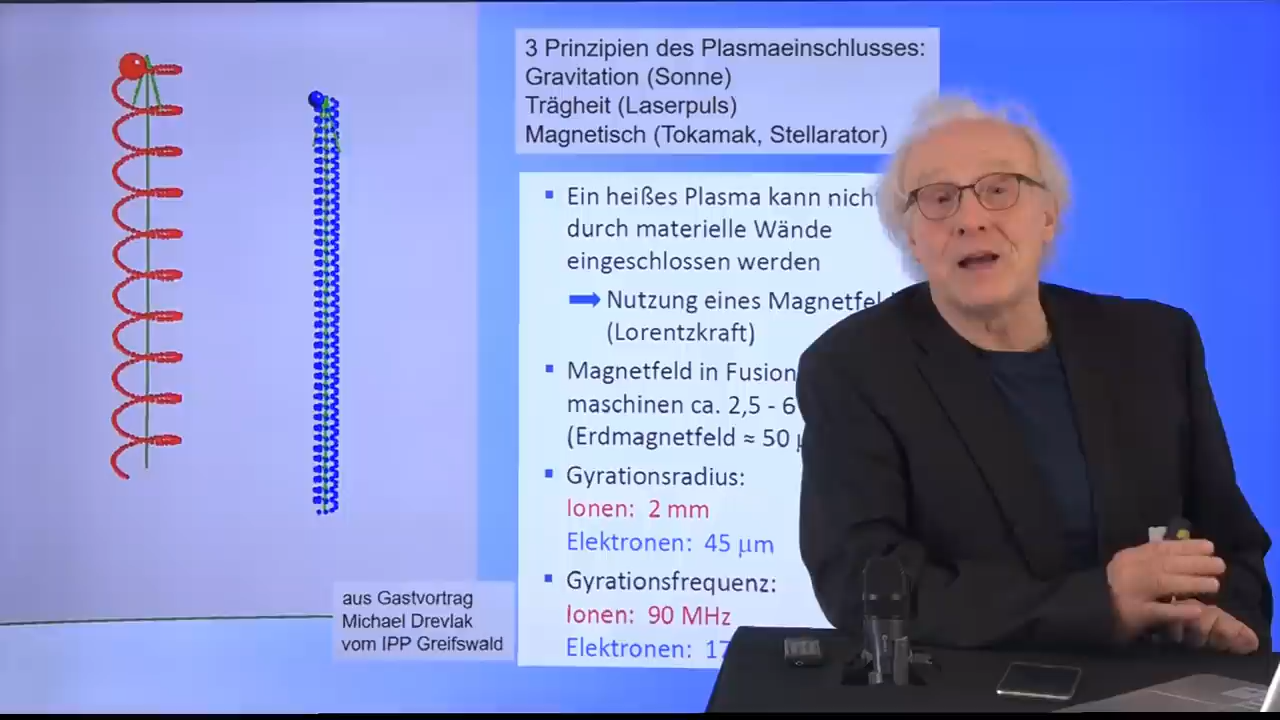 3 Prinzipien des Plasmaeinschlusses:
Gravitation (Sonne)
Trägheit (Laserpuls)
Magnetisch (Tokamak, Stellarator)
Ein heißes Plasma kann nicht
durch materielle Wände
eingeschlossen werden
Nutzung eines
(Lorentzkraft)
Magnetfeld in
ca. 2,5 - 6
(Erdmagnetfeld ≈ 50
Gyrationsradius:
Ionen: 2 mm
Elektronen: 45 μm
Gyrationsfrequenz:
Ionen: 90 MHz
Elektronen:
aus Gastvortrag
Michael Drevlak
vom IPP Greifswald